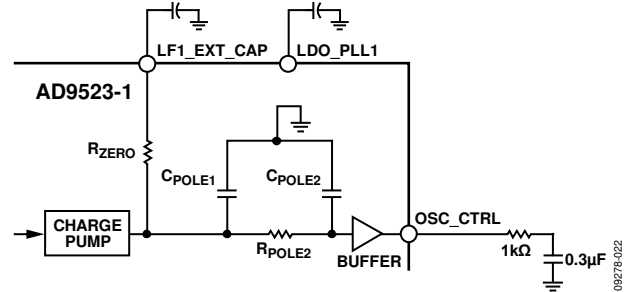 LF1_EXT_CAP
LDO_PLL1
AD9523-1
RZERO
CPOLE1
CPOLE2
CHARGE
PUMP
RPOLE2
BUFFER
OSC_CTRL
1kΩ
0.3µF
09278-022